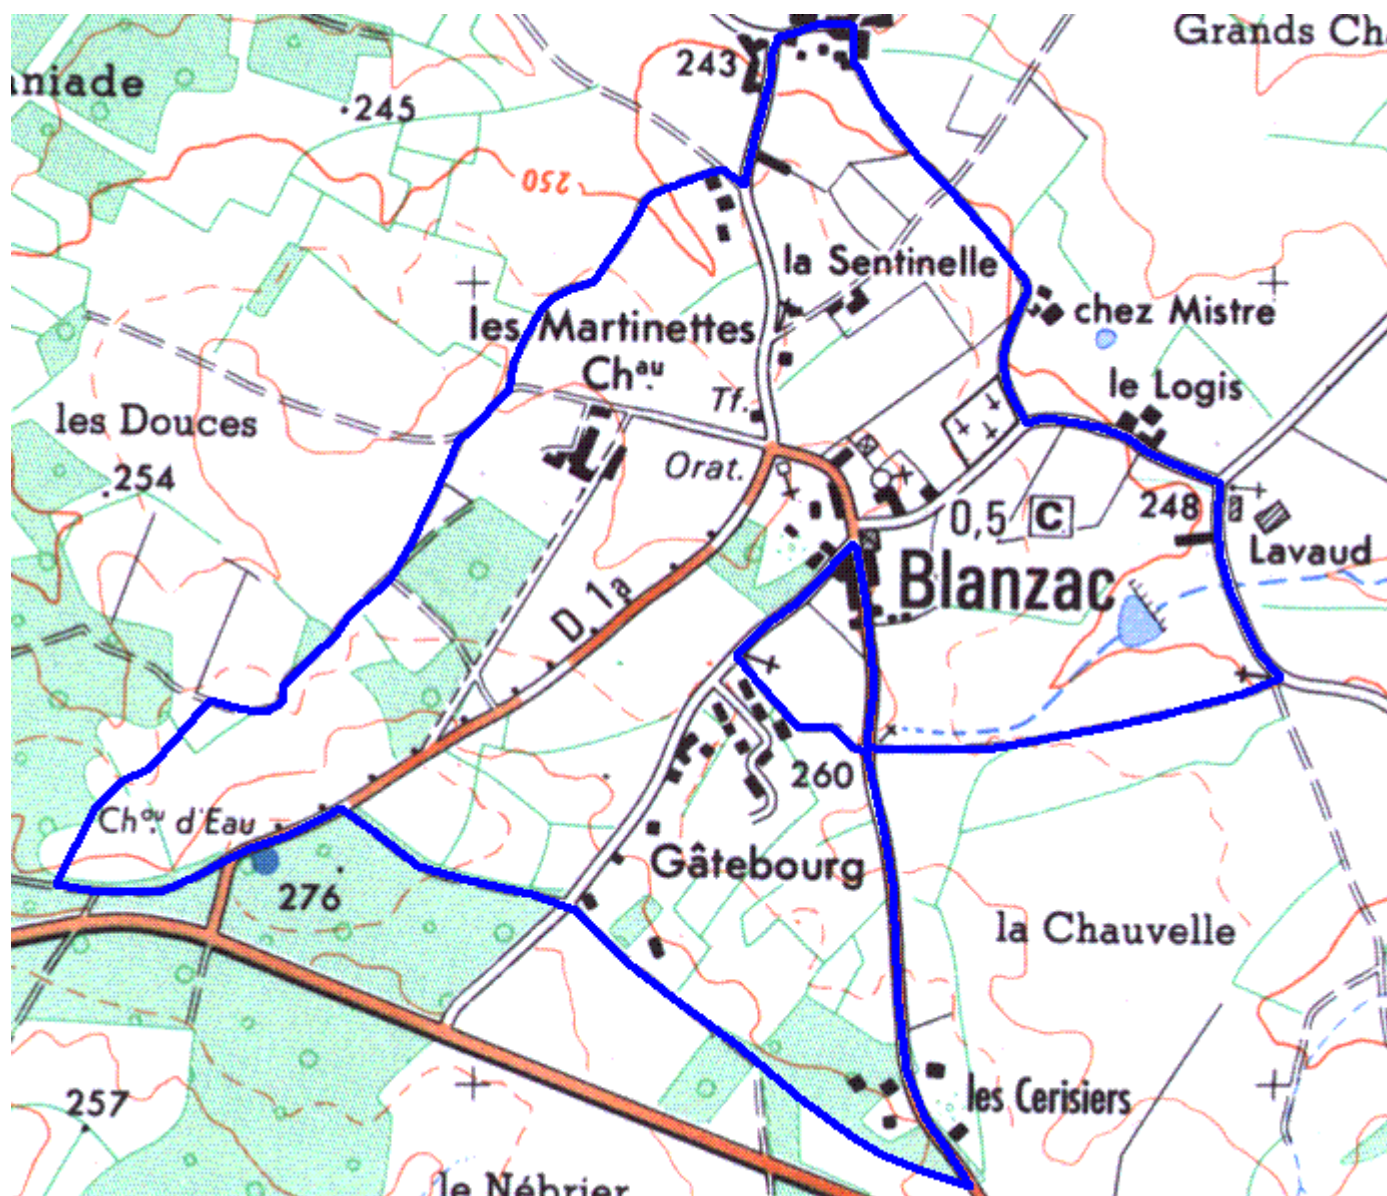 Grands Ch
243
aniade
245
250
la Sentinelle
chez Mistre
les Martinettes
Chau.
le Logis
Tf.
les Douces
Orat.
254
248
0,5 C
Lavaud
Blanzac
D 1a
260
Chau. d'Eau
Gâtebourg
276
la Chauvelle
les Cerisiers
257
le Nébrier